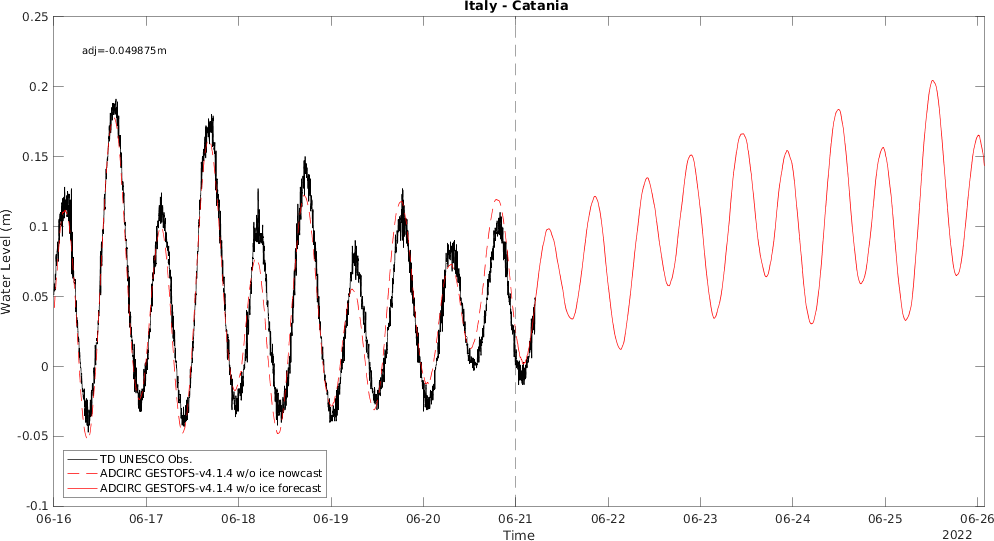 Italy - Catania
adj=-0.049875m
Water Level (m)
0.25
0.2
0.15
0.1
0.05
0
-0.05
-0.1
TD UNESCO Obs.
ADCIRC GESTOFS-v4.1.4 w/o ice nowcast
ADCIRC GESTOFS-v4.1.4 w/o ice forecast
06-16 06-17 06-18 06-19 06-20 06-21 06-22 06-23 06-24 06-25 06-26
Time
2022